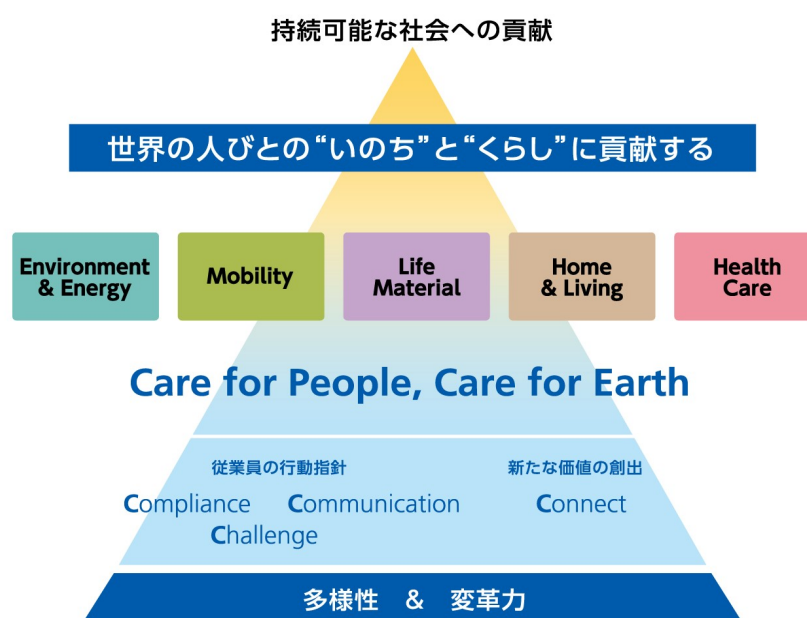 持続可能な社会への貢献
世界の人びとの“いのち”と“くらし”に貢献する
Environment
& Energy
Mobility
Life
Material
Home
& Living
Health
Care
Care for People, Care for Earth
従業員の行動指針
新たな価値の創出
Compliance Communication
Connect
Challenge
多様性 & 変革力